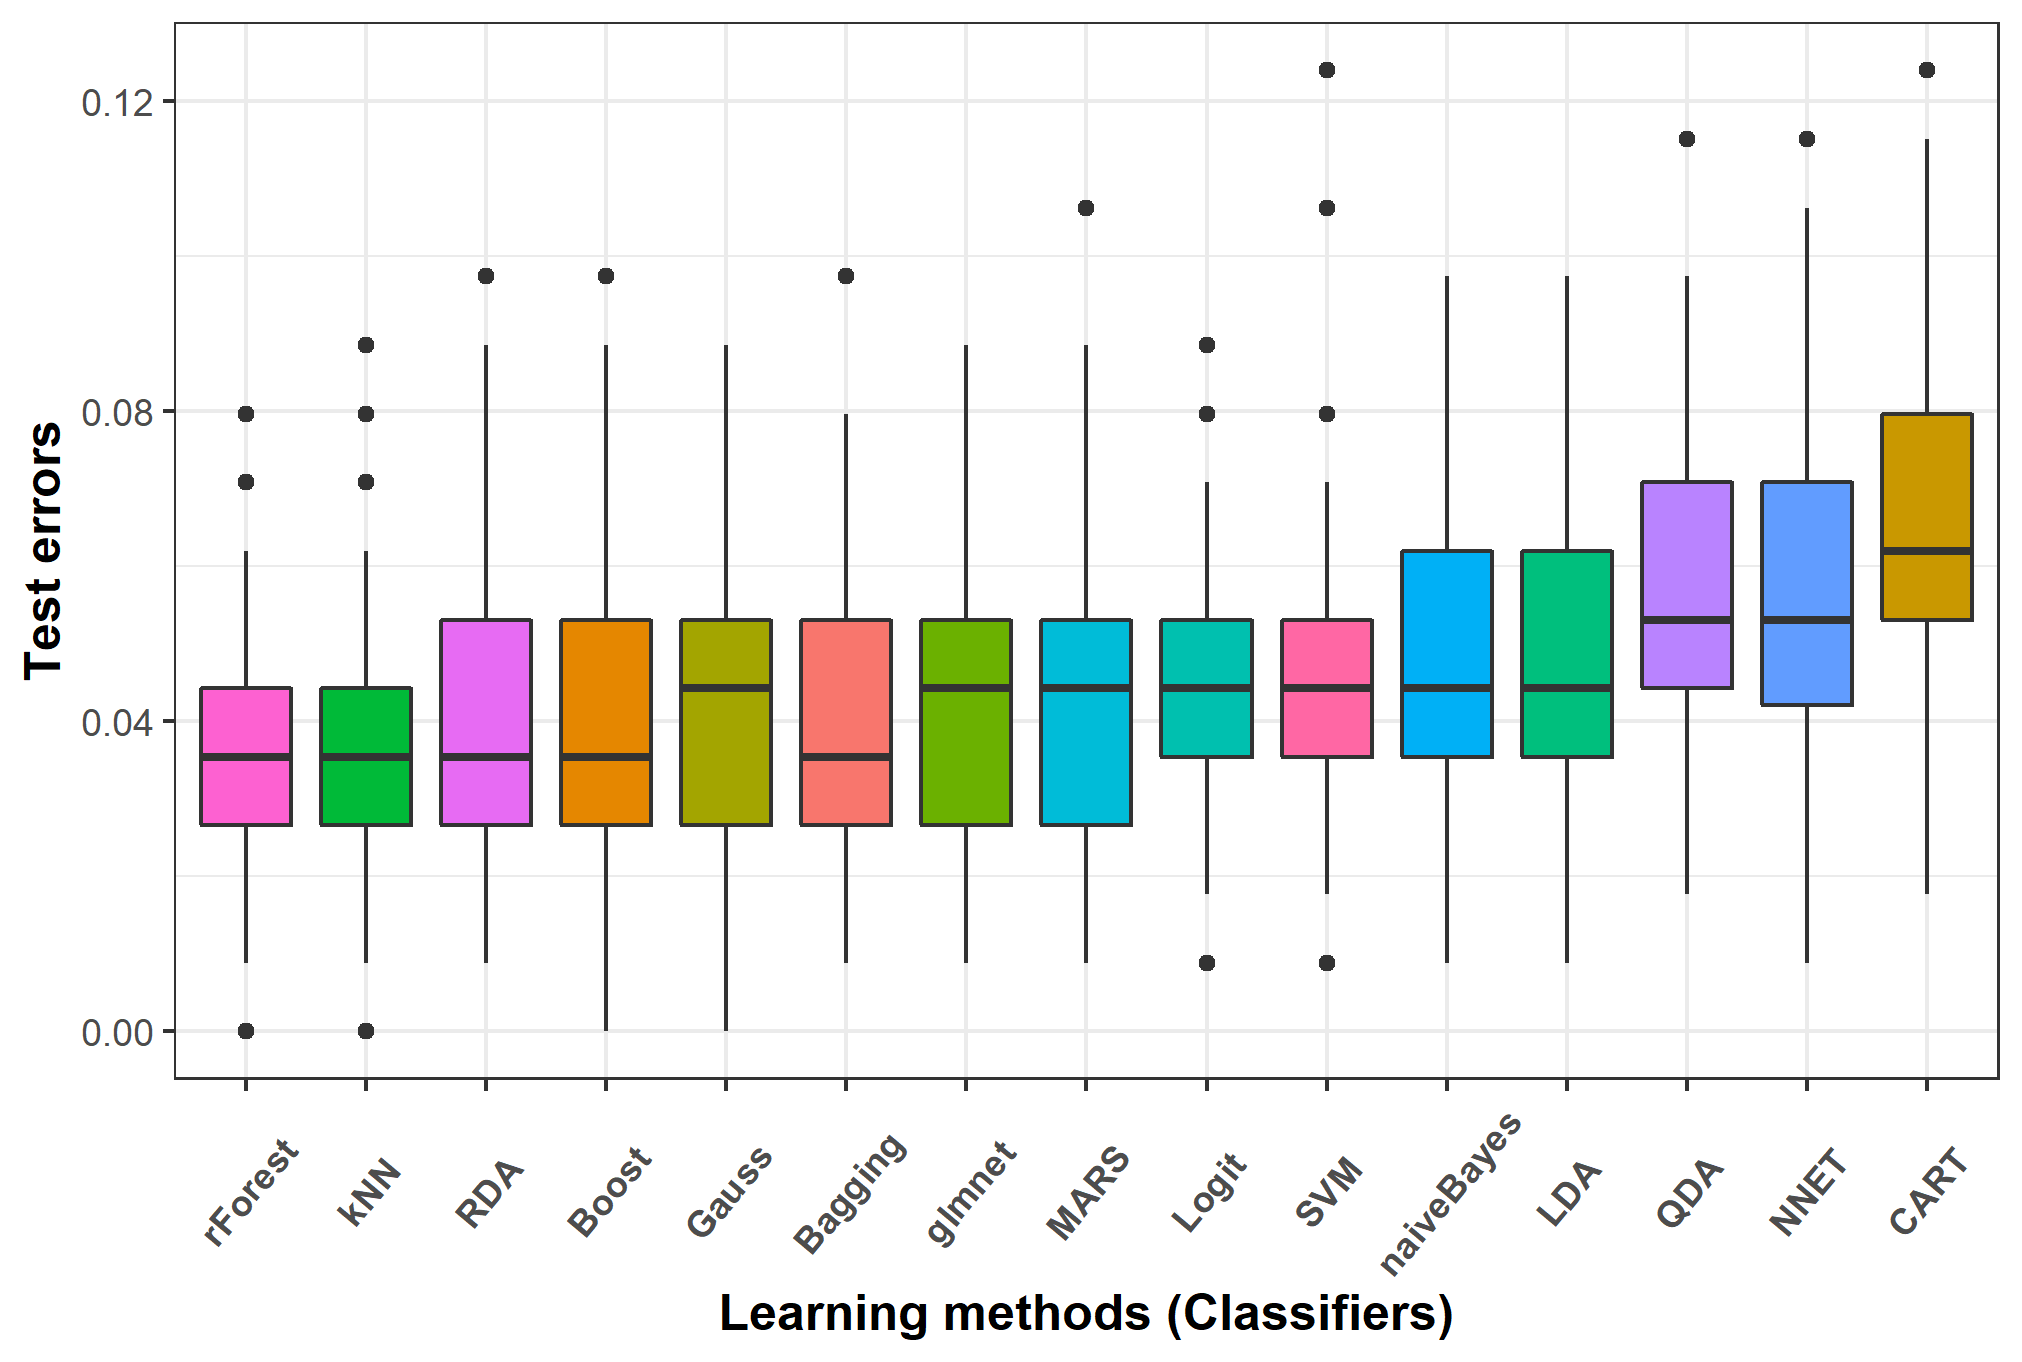 Test errors
0.12
0.08
0.04
0.00
rForest
kNN
RDA
Boost
Gauss
Bagging
glmnet
MARS
Logit
SVM
naiveBayes
LDA
QDA
NNET
CART
Learning methods (Classifiers)